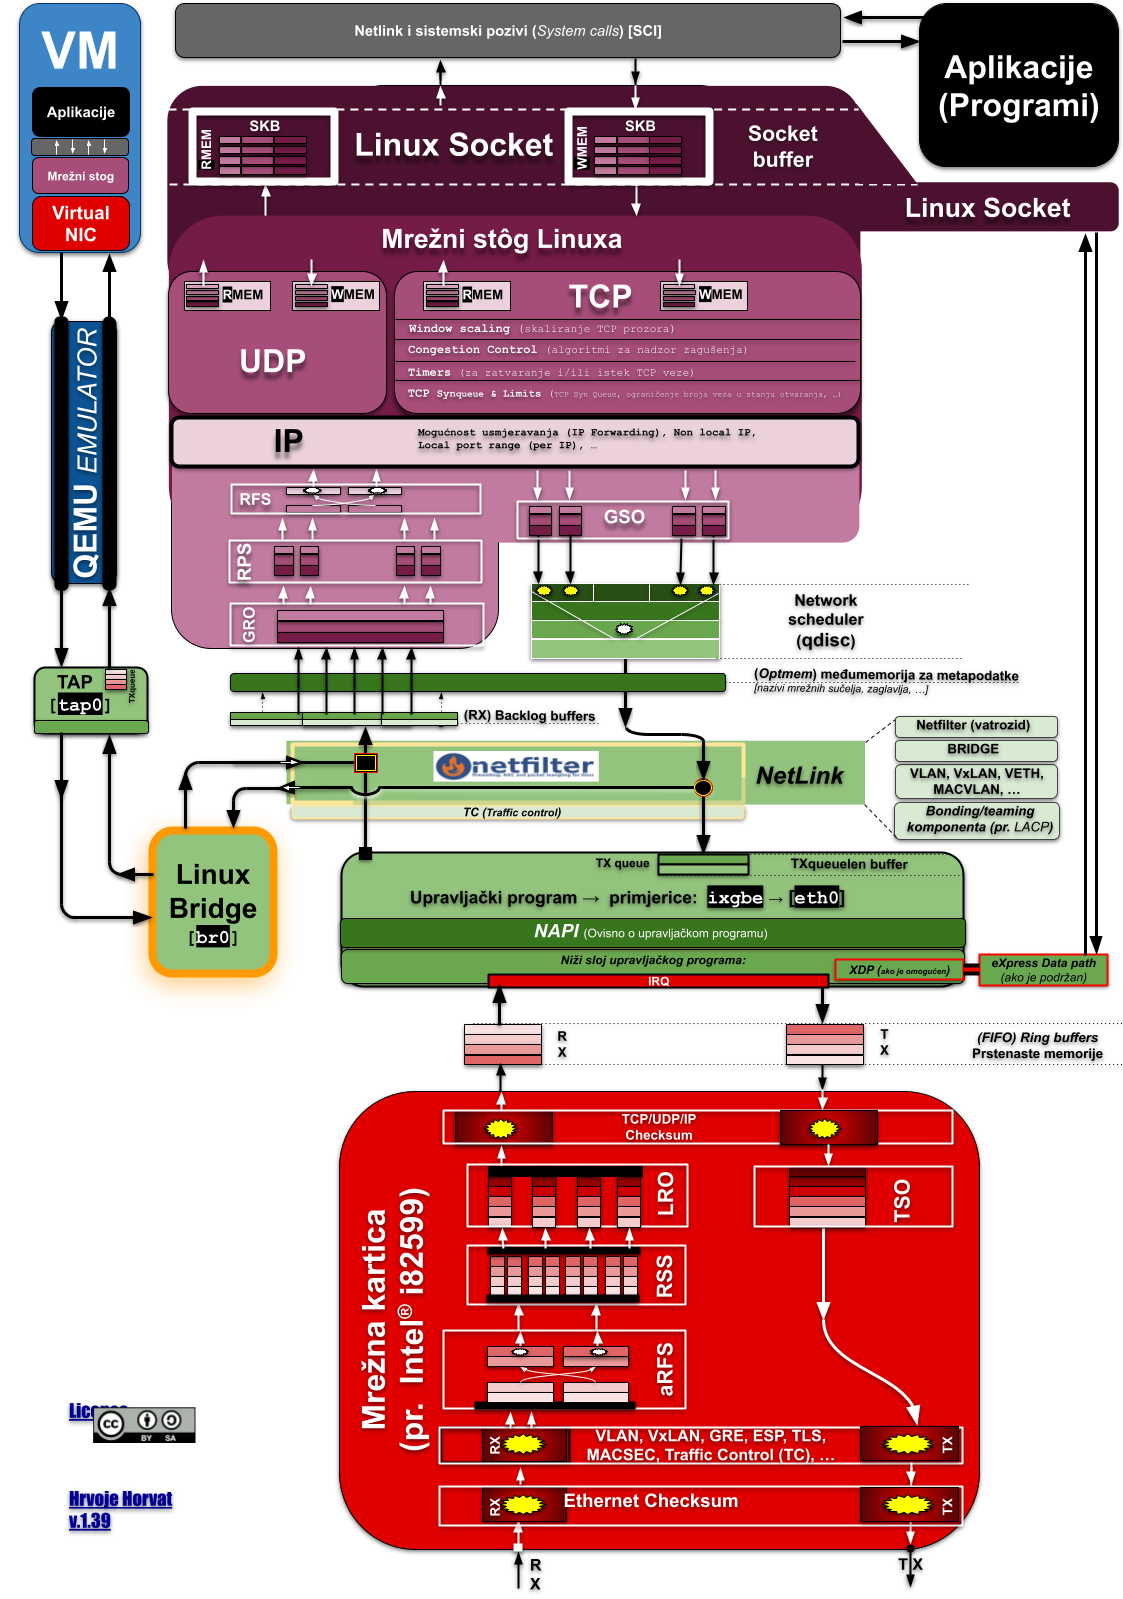 VM
Aplikacije
Mrežni stog
Virtual
NIC
Netlink i sistemski pozivi (System calls) [SCI]
Aplikacije
(Programi)
RMEM
SKB
Linux Socket
WMEM
SKB
Socket
buffer
Linux Socket
Mrežni stôg Linuxa
RMEM
WMEM
UDP
RMEM
TCP
WMEM
Window scaling (skaliranje TCP prozora)
Congestion Control (algoritmi za nadzor zagušenja)
Timers (za zatvaranje i/ili istek TCP veze)
TCP Synqueue & Limits (TCP Syn Queue, ograničenje broja veza u stanju otvaranja, …)
IP
Mogućnost usmjeravanja (IP Forwarding), Non local IP,
Local port range (per IP), …
QEMU EMULATOR
RFS
RPS
GRO
GSO
Network
scheduler
(qdisc)
(Optmem) međumemorija za metapodatke
[nazivi mrežnih sučelja, zaglavlja, …]
(RX) Backlog buffers
TAP
[tap0]
TXqueue
netfilter
NetLink
TC (Traffic control)
Netfilter (vatrozid)
BRIDGE
VLAN, VxLAN, VETH,
MACVLAN, …
Bonding/teaming
komponenta (pr. LACP)
Linux
Bridge
[br0]
TX queue
TXqueuelen buffer
Upravljački program → primjerice: ixgbe → [eth0]
NAPI (Ovisno o upravljačkom programu)
Niži sloj upravljačkog programa:
XDP (ako je omogućen)
IRQ
eXpress Data path
(ako je podržan)
R
X
T
X
(FIFO) Ring buffers
Prstenaste memorije
Mrežna kartica
(pr. Intel® i82599)
TCP/UDP/IP
Checksum
LRO
TSO
RSS
aRFS
RX
VLAN, VxLAN, GRE, ESP, TLS,
MACSEC, Traffic Control (TC), …
TX
RX
Ethernet Checksum
TX
R
X
T X
cc
BY SA
Hrvoje Horvat
v.1.39